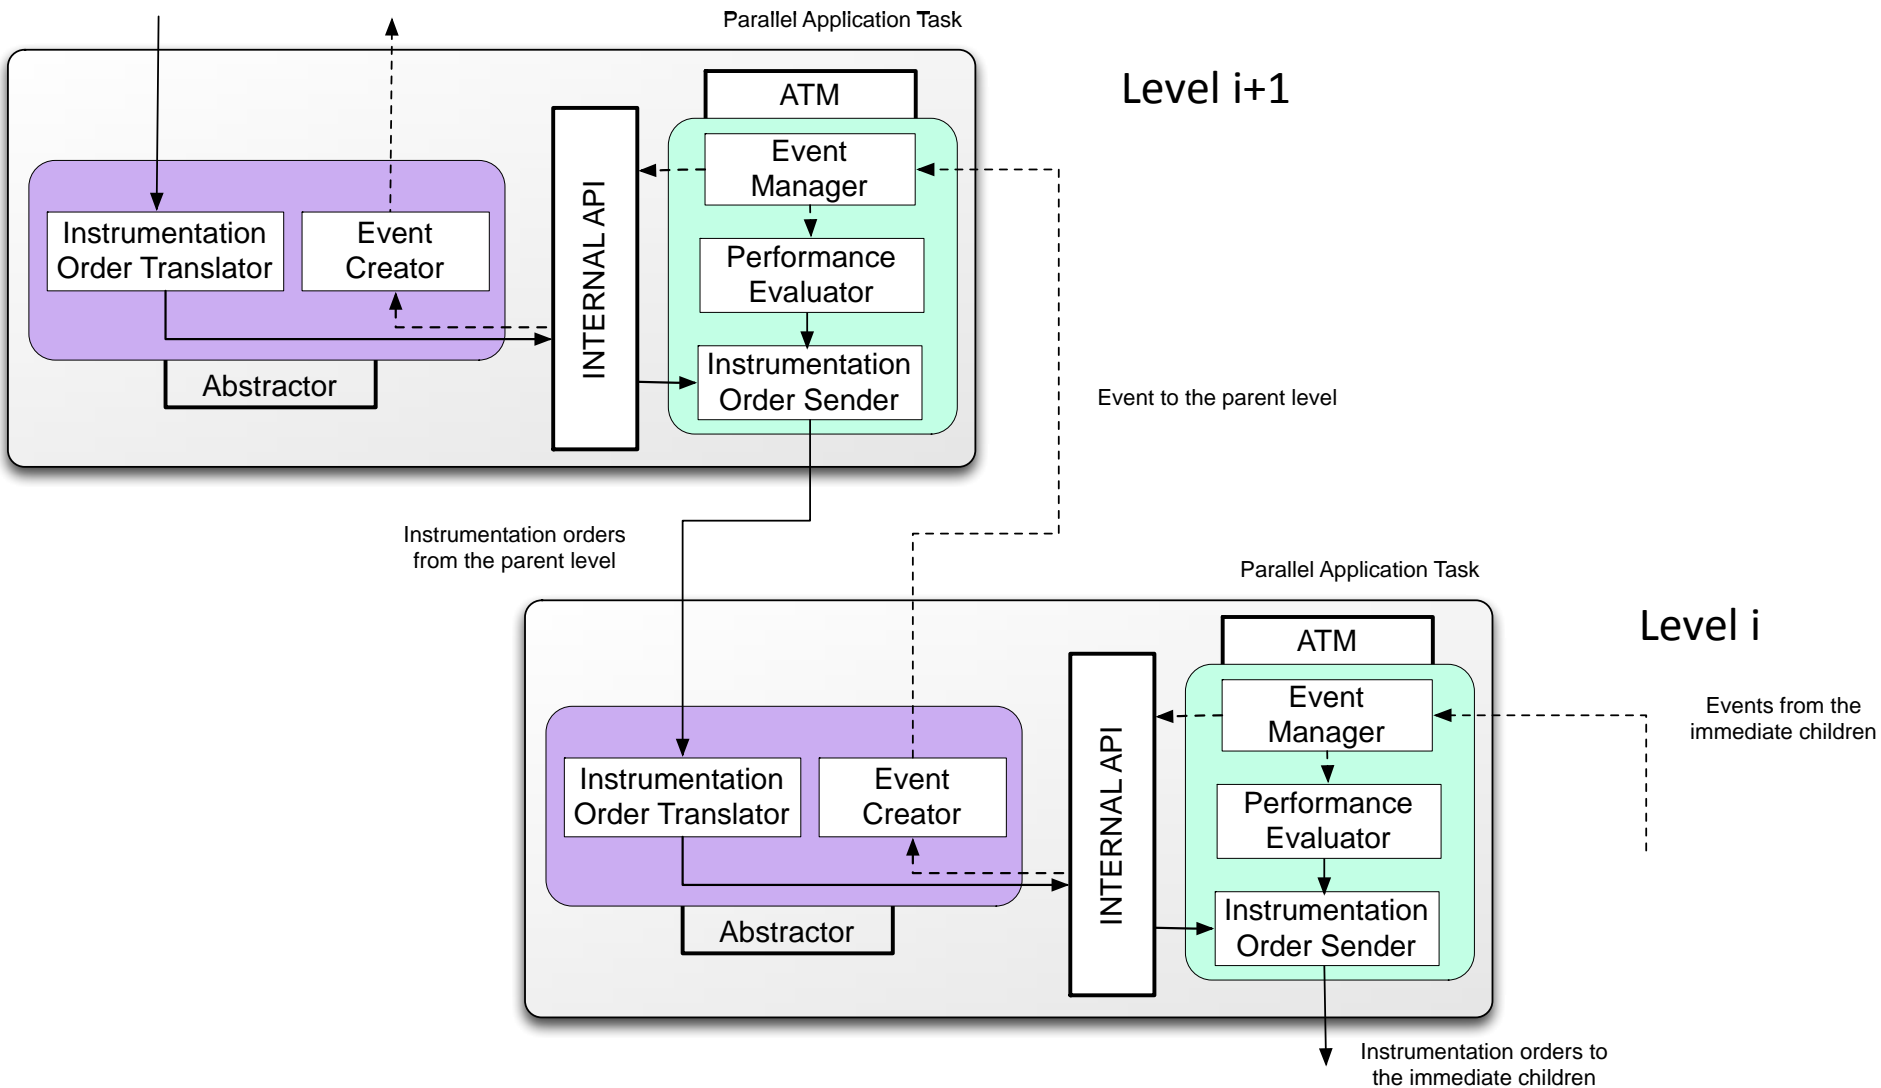 Parallel Application Task
Level i+1
ATM
Event
Manager
INTERNAL API
Instrumentation
Order Translator
Event
Creator
Performance
Evaluator
Instrumentation
Order Sender
Abstractor
Event to the parent level
Instrumentation orders
from the parent level
Parallel Application Task
Level i
ATM
Event
Manager
Events from the
immediate children
INTERNAL API
Instrumentation
Order Translator
Event
Creator
Performance
Evaluator
Instrumentation
Order Sender
Abstractor
Instrumentation orders to
the immediate children